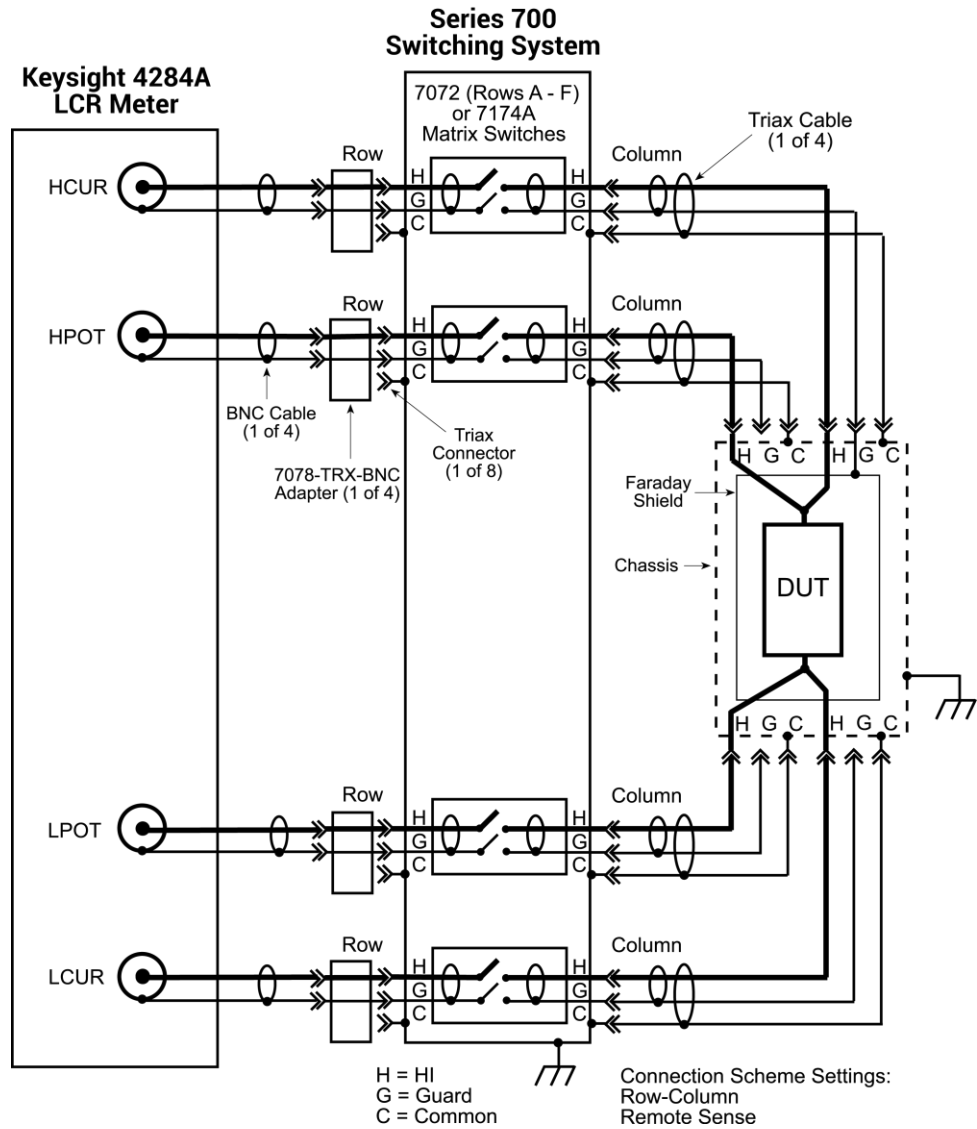 Series 700
Switching System
Keysight 4284A
LCR Meter
7072 (Rows A - F)
or 7174A
Matrix Switches
Triax Cable
(1 of 4)
Row
Column
HCUR
H
G
C
H
G
C
Row
Column
HPOT
H
G
C
H
G
C
BNC Cable
(1 of 4)
Triax
Connector
(1 of 8)
7078-TRX-BNC
Adapter (1 of 4)
H G C H G C
Faraday
Shield
Chassis
DUT
H G C H G C
Row
Column
LPOT
H
G
C
H
G
C
Row
Column
LCUR
H
G
C
H
G
C
H = HI
G = Guard
C = Common
Connection Scheme Settings:
Row-Column
Remote Sense